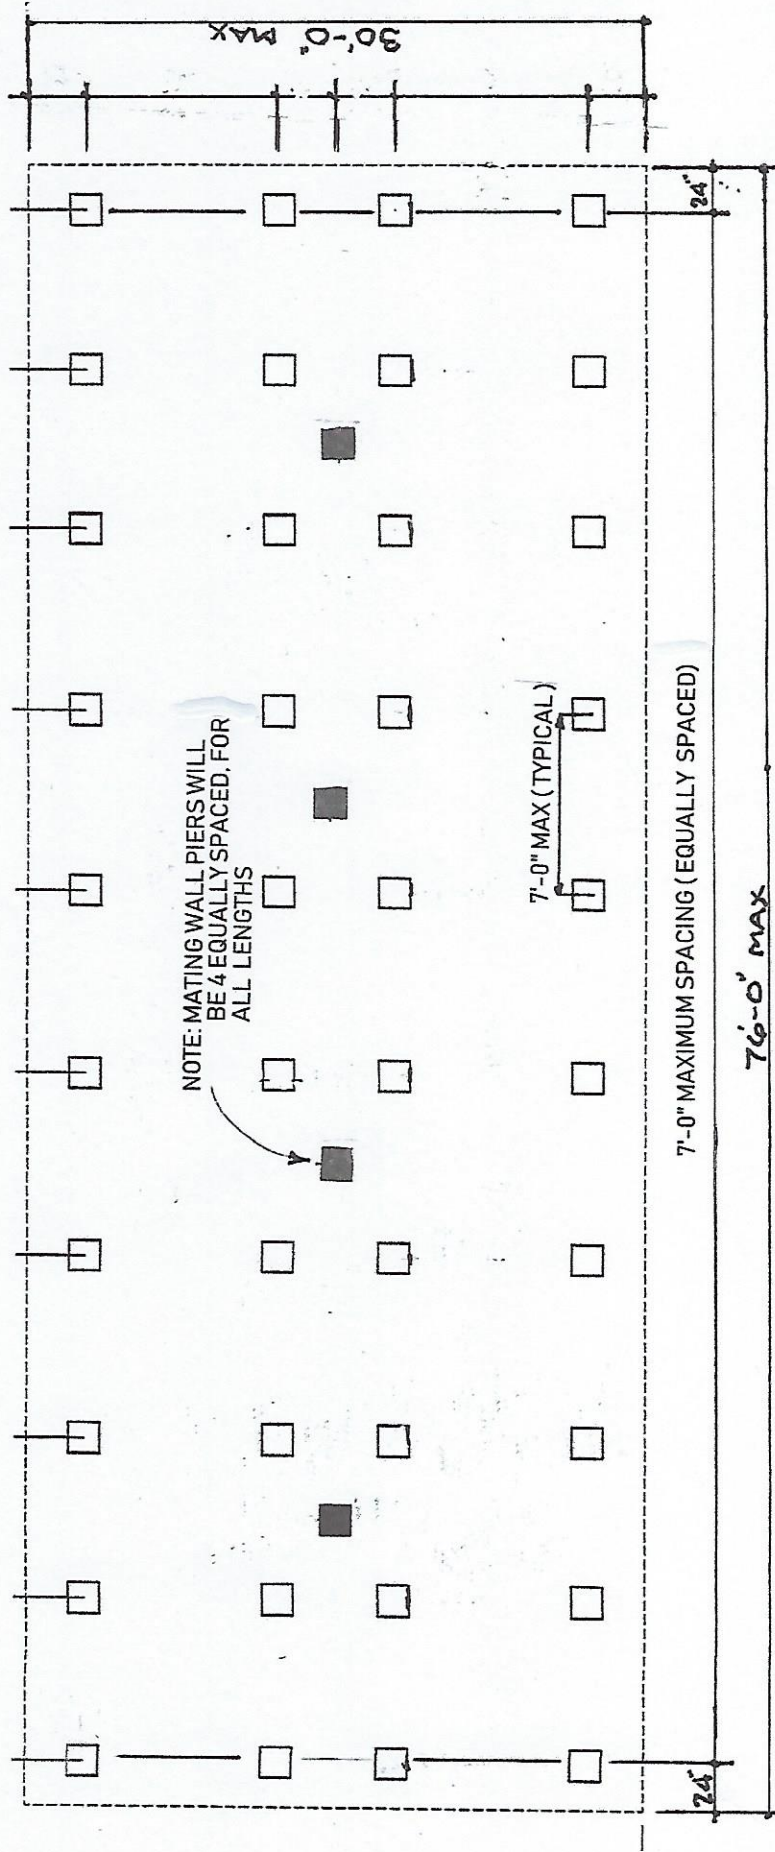 30'-0" MAX
24"
NOTE: MATING WALL PIERS WILL
BE 4 EQUALLY SPACED, FOR
ALL LENGTHS
7'-0" MAX (TYPICAL)
7'-0" MAXIMUM SPACING (EQUALLY SPACED)
76'-0" MAX
24"